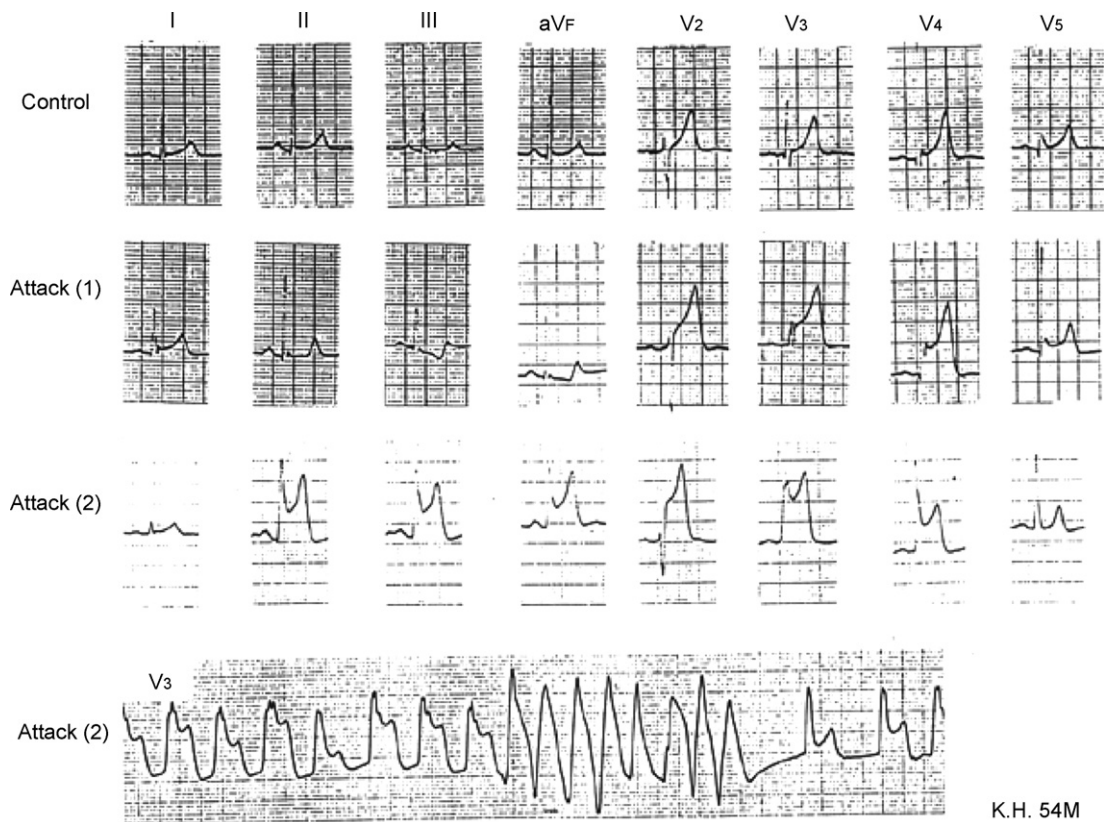 I II III aVF V2 V3 V4 V5
Control
Attack (1)
Attack (2)
V3
Attack (2)
K.H. 54M